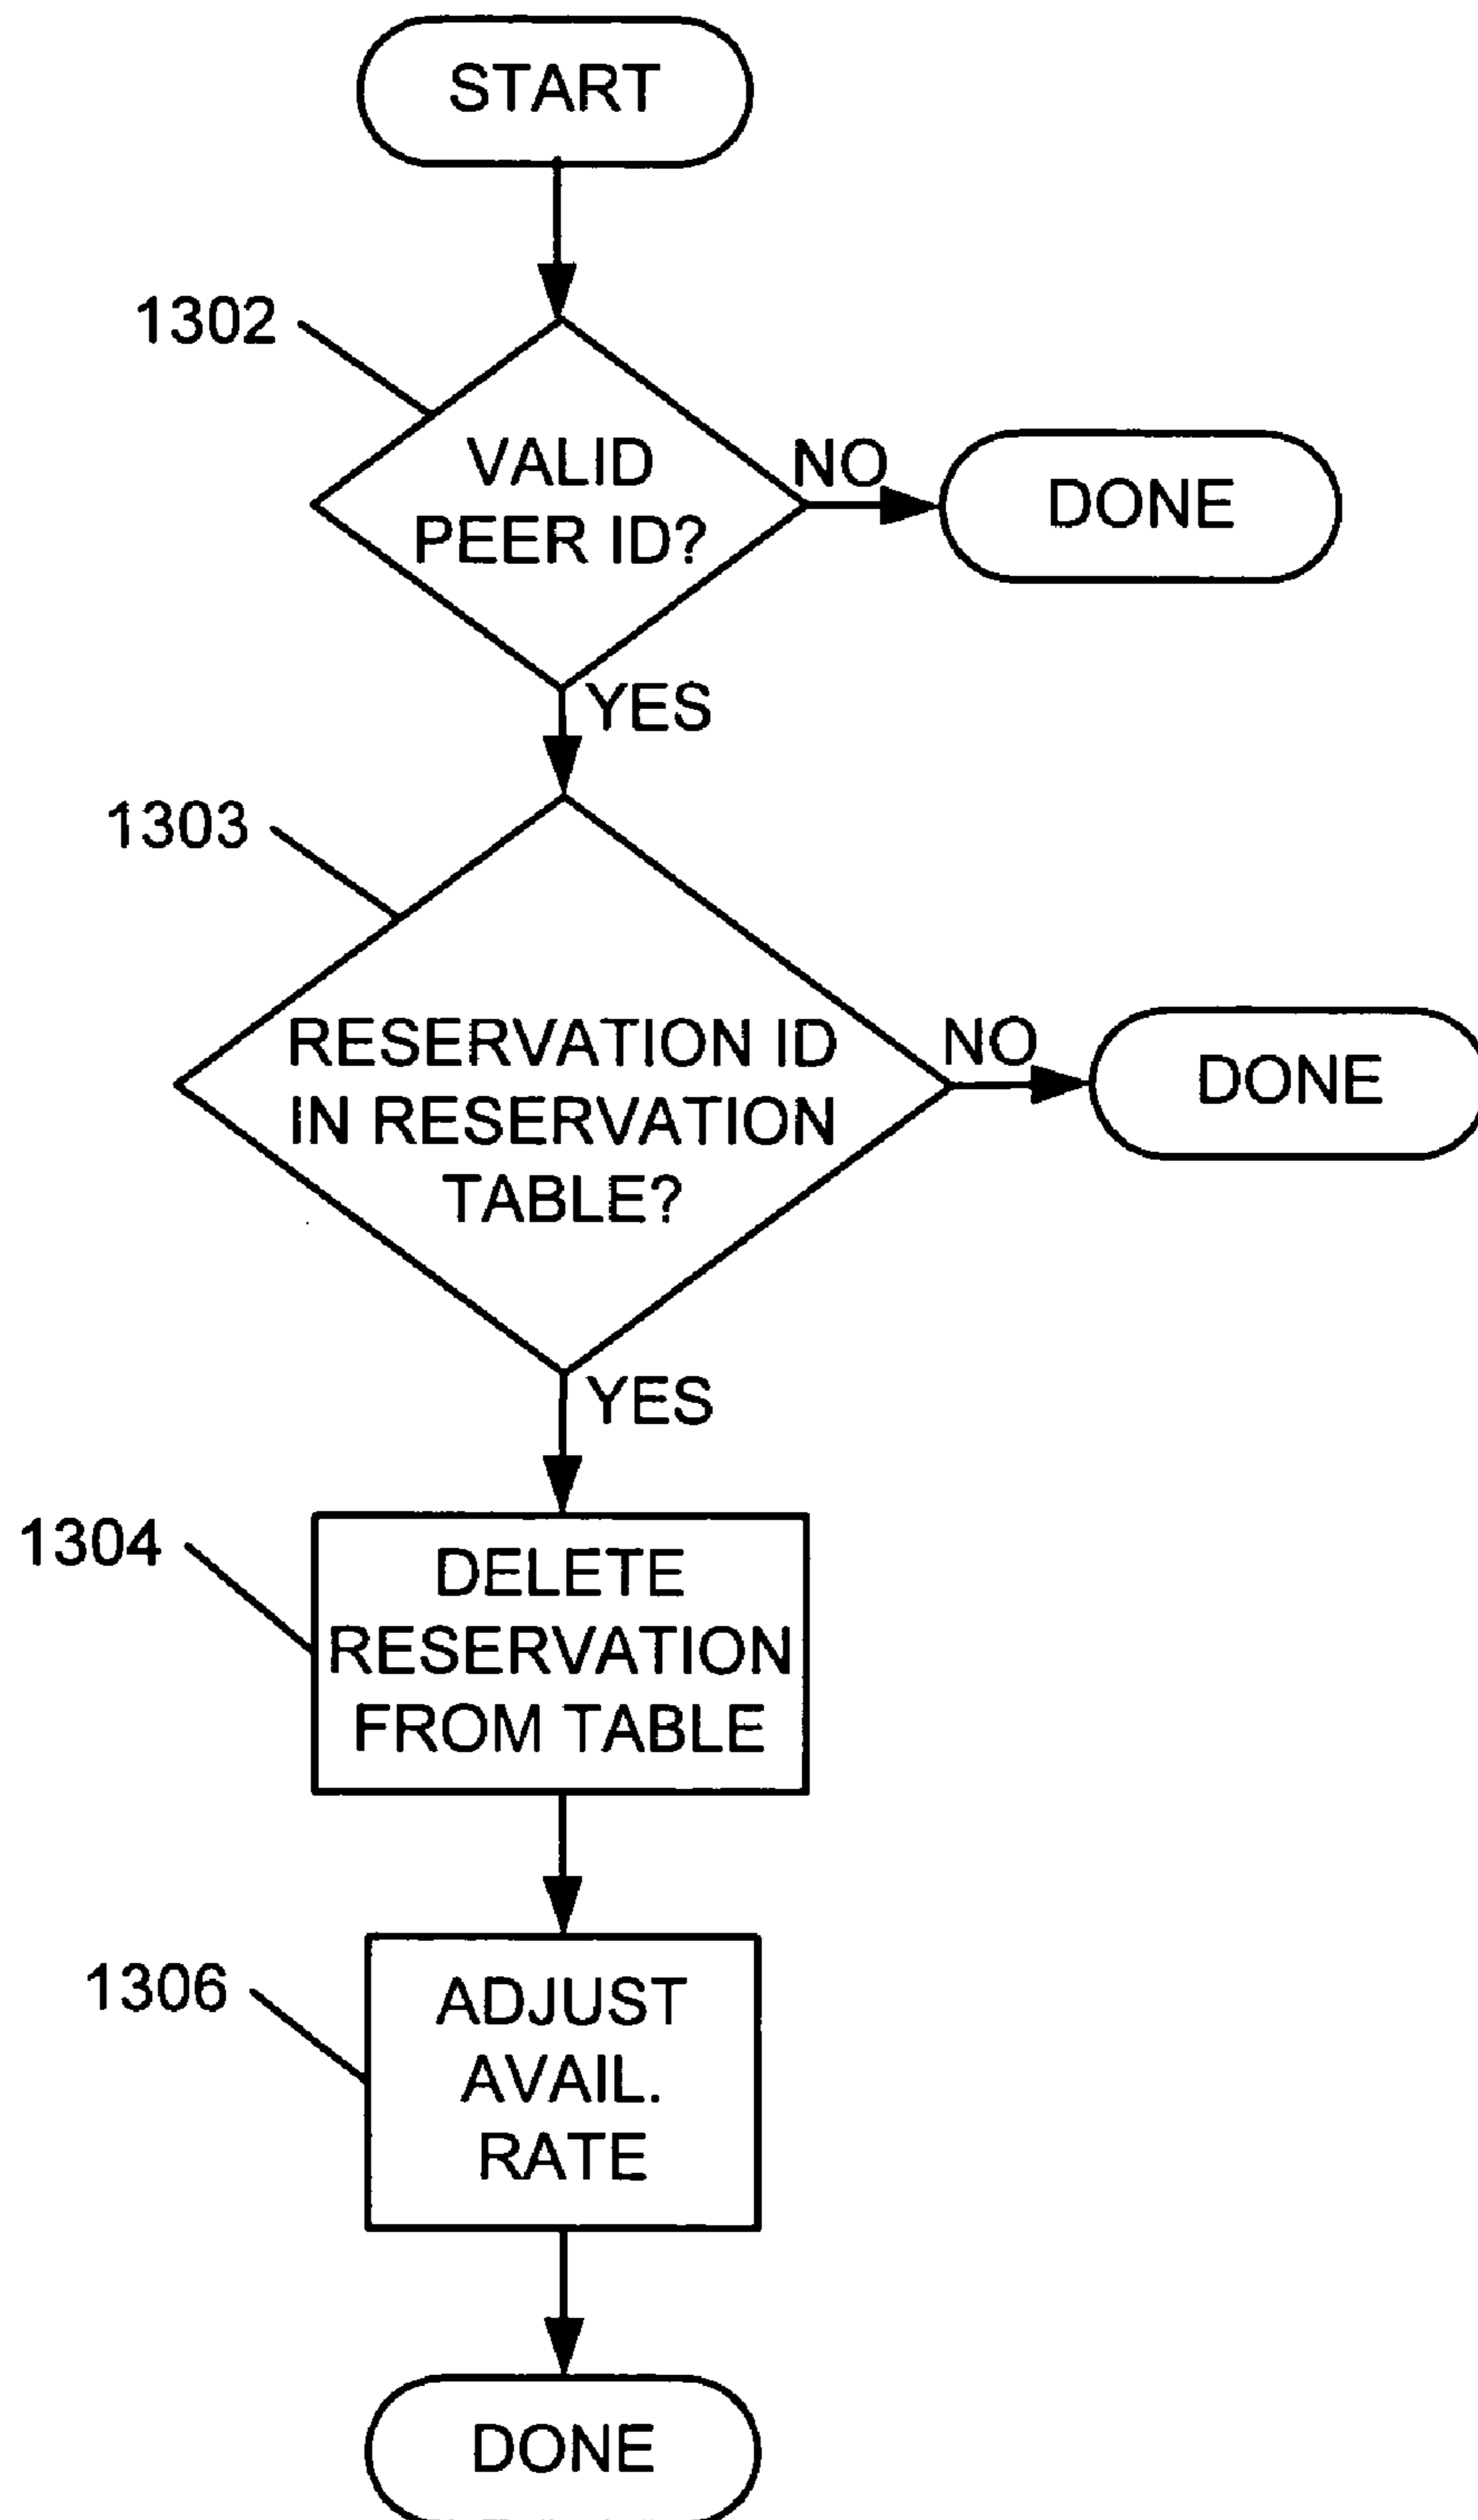 START
1302
VALID
PEER ID?
NO
DONE
YES
1303
RESERVATION ID
IN RESERVATION
TABLE?
NO
DONE
YES
1304
DELETE
RESERVATION
FROM TABLE
1306
ADJUST
AVAIL.
RATE
DONE